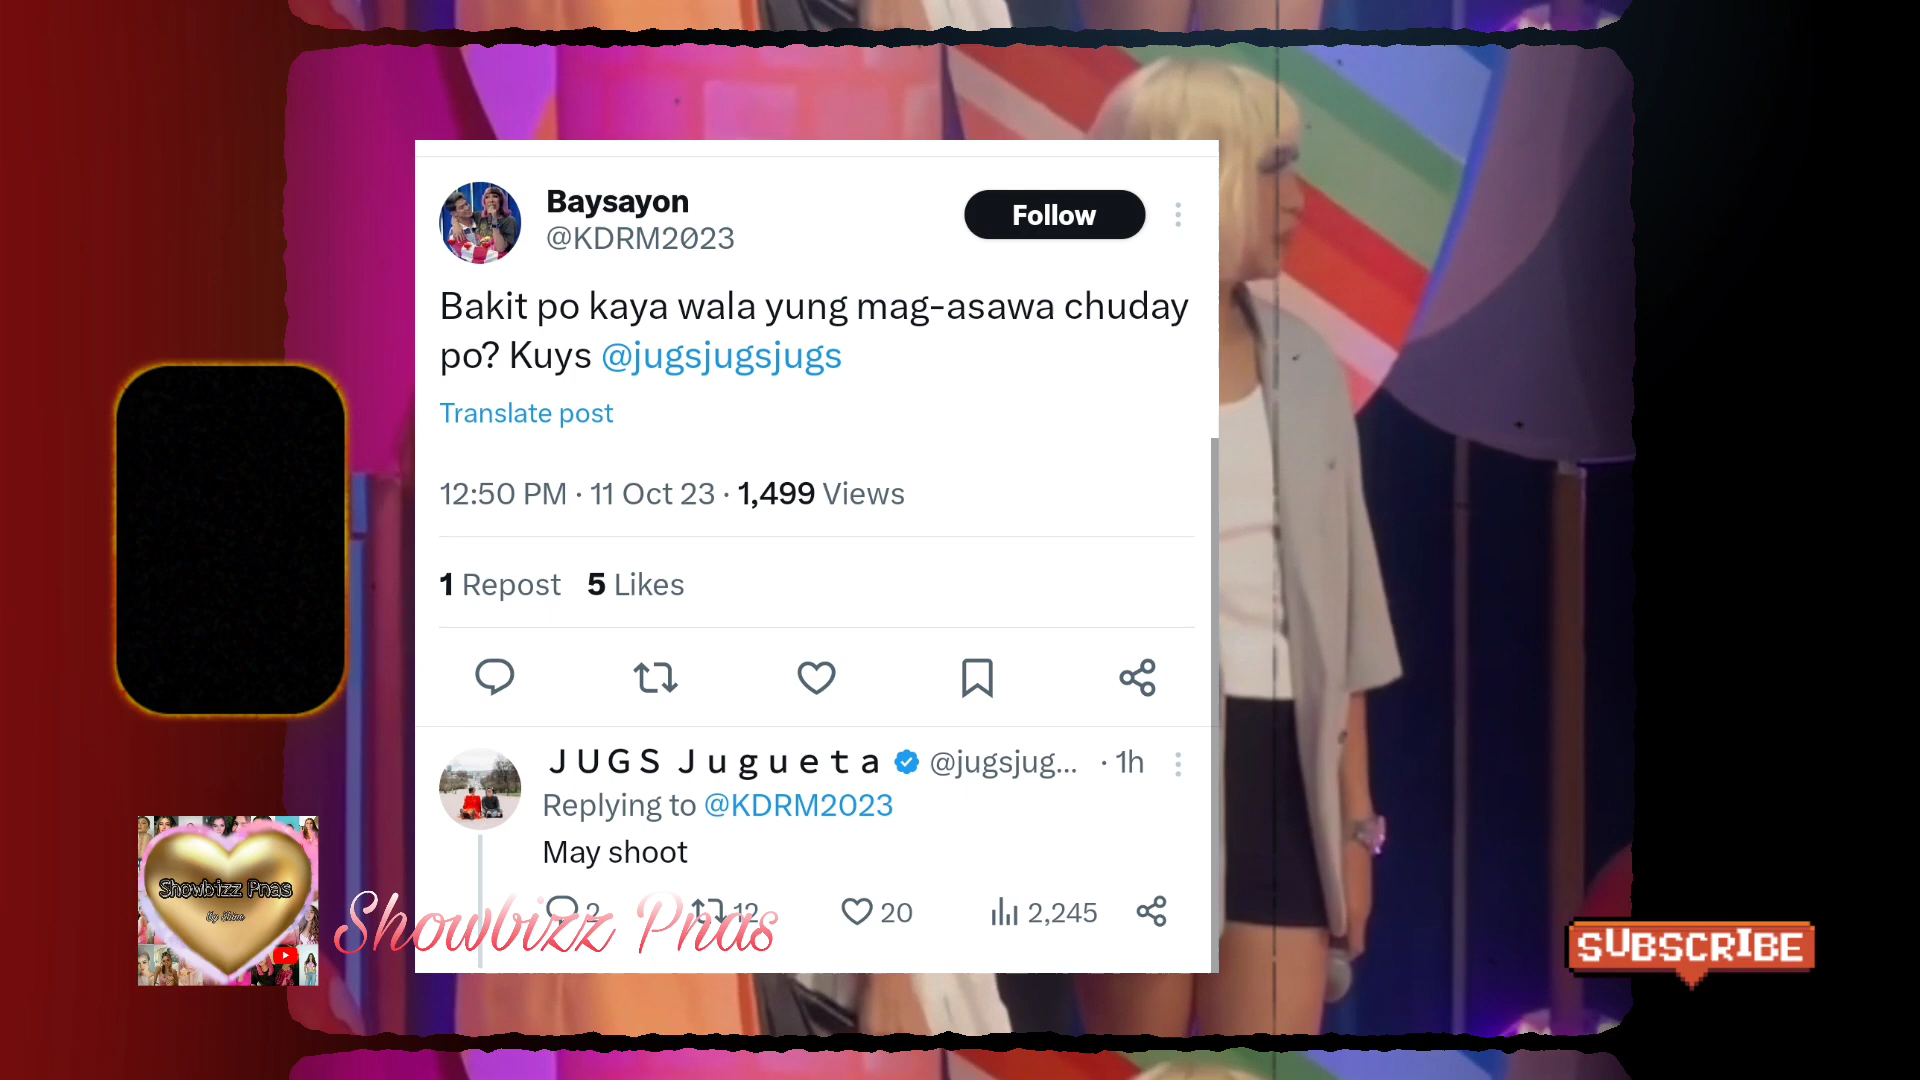 Baysayon
@KDRM2023
Follow
Bakit po kaya wala yung mag-asawa chuday
po? Kuys @jugsjugsjugs
Translate post
12:50 PM · 11 Oct 23 · 1,499 Views
1 Repost 5 Likes
JUGS Jugueta @jugsjug... · 1h
Replying to @KDRM2023
May shoot
2 12 20 2,245
Showbizz Pnas
Showbizz Pnas
SUBSCRIBE